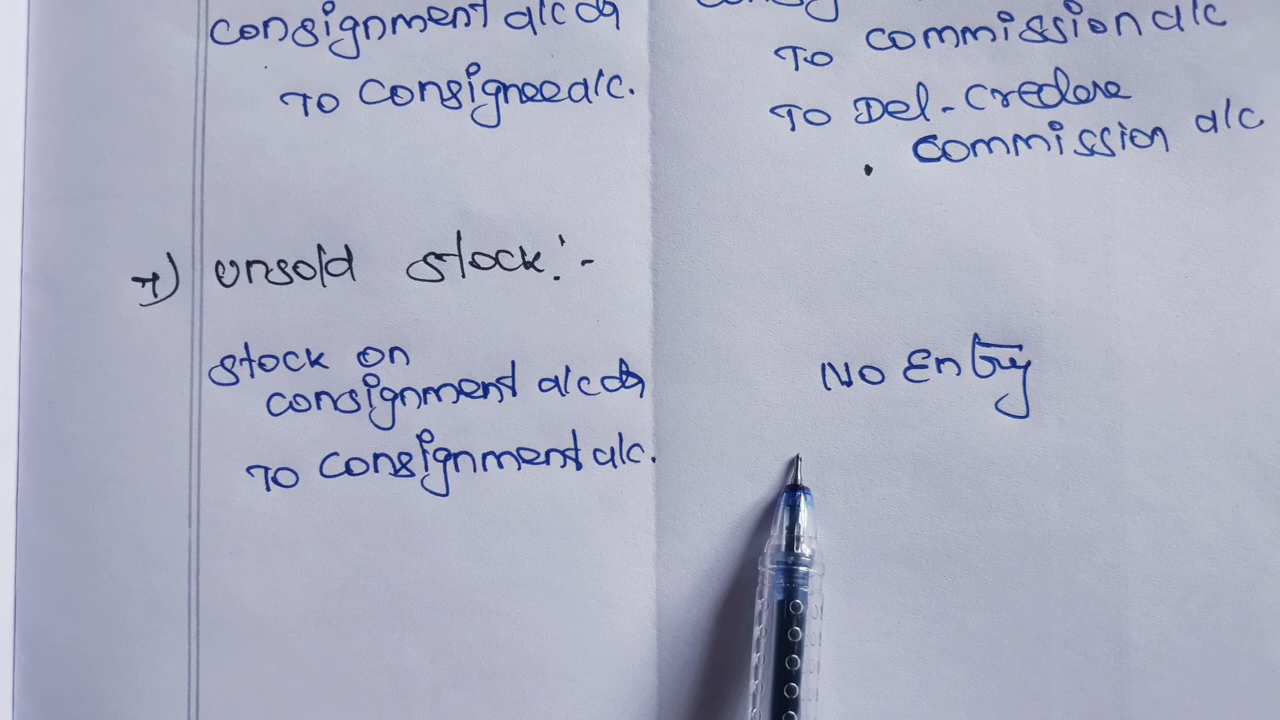 consignment a/c dr
To consignee a/c.
To commission a/c
To Del-credere
commission a/c
7) unsold stock:-
stock on
consignment a/c dr
To consignment a/c.
No Entry